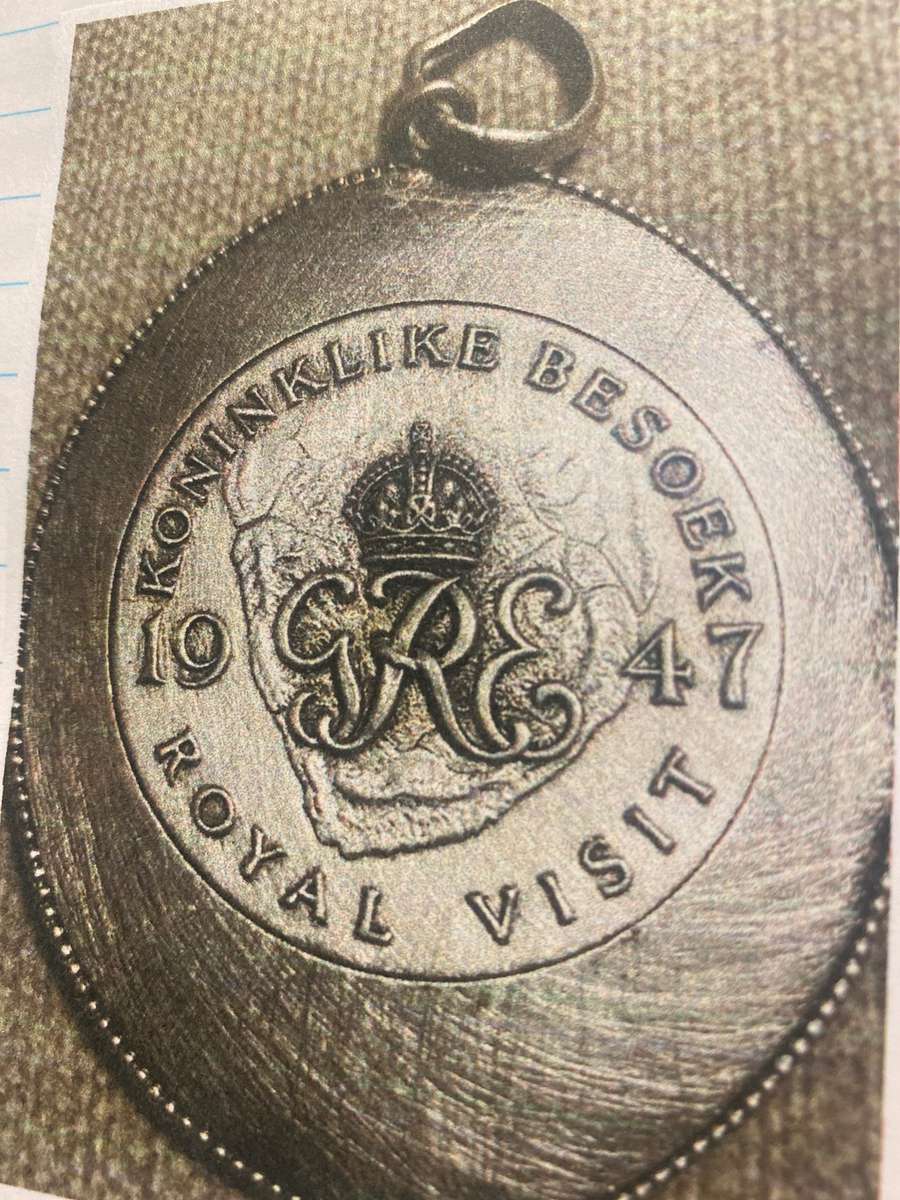 KONINKLIKE BESOEK
GRE
19 47
ROYAL VISIT